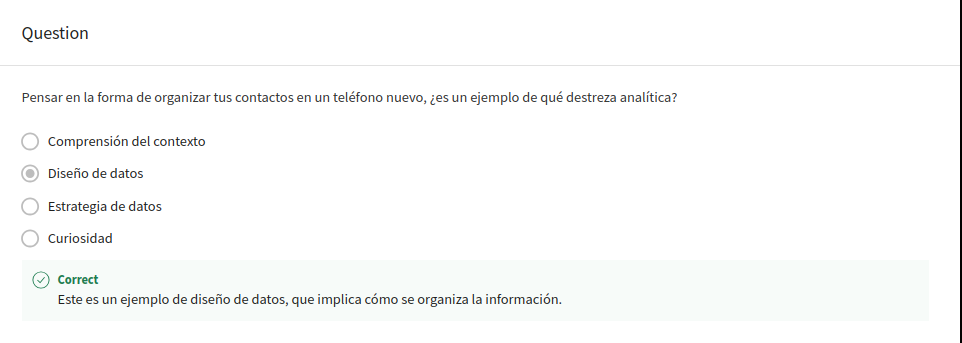 Question
Pensar en la forma de organizar tus contactos en un teléfono nuevo, ¿es un ejemplo de qué destreza analítica?
Comprensión del contexto
Diseño de datos
Estrategia de datos
Curiosidad
Correct
Este es un ejemplo de diseño de datos, que implica cómo se organiza la información.